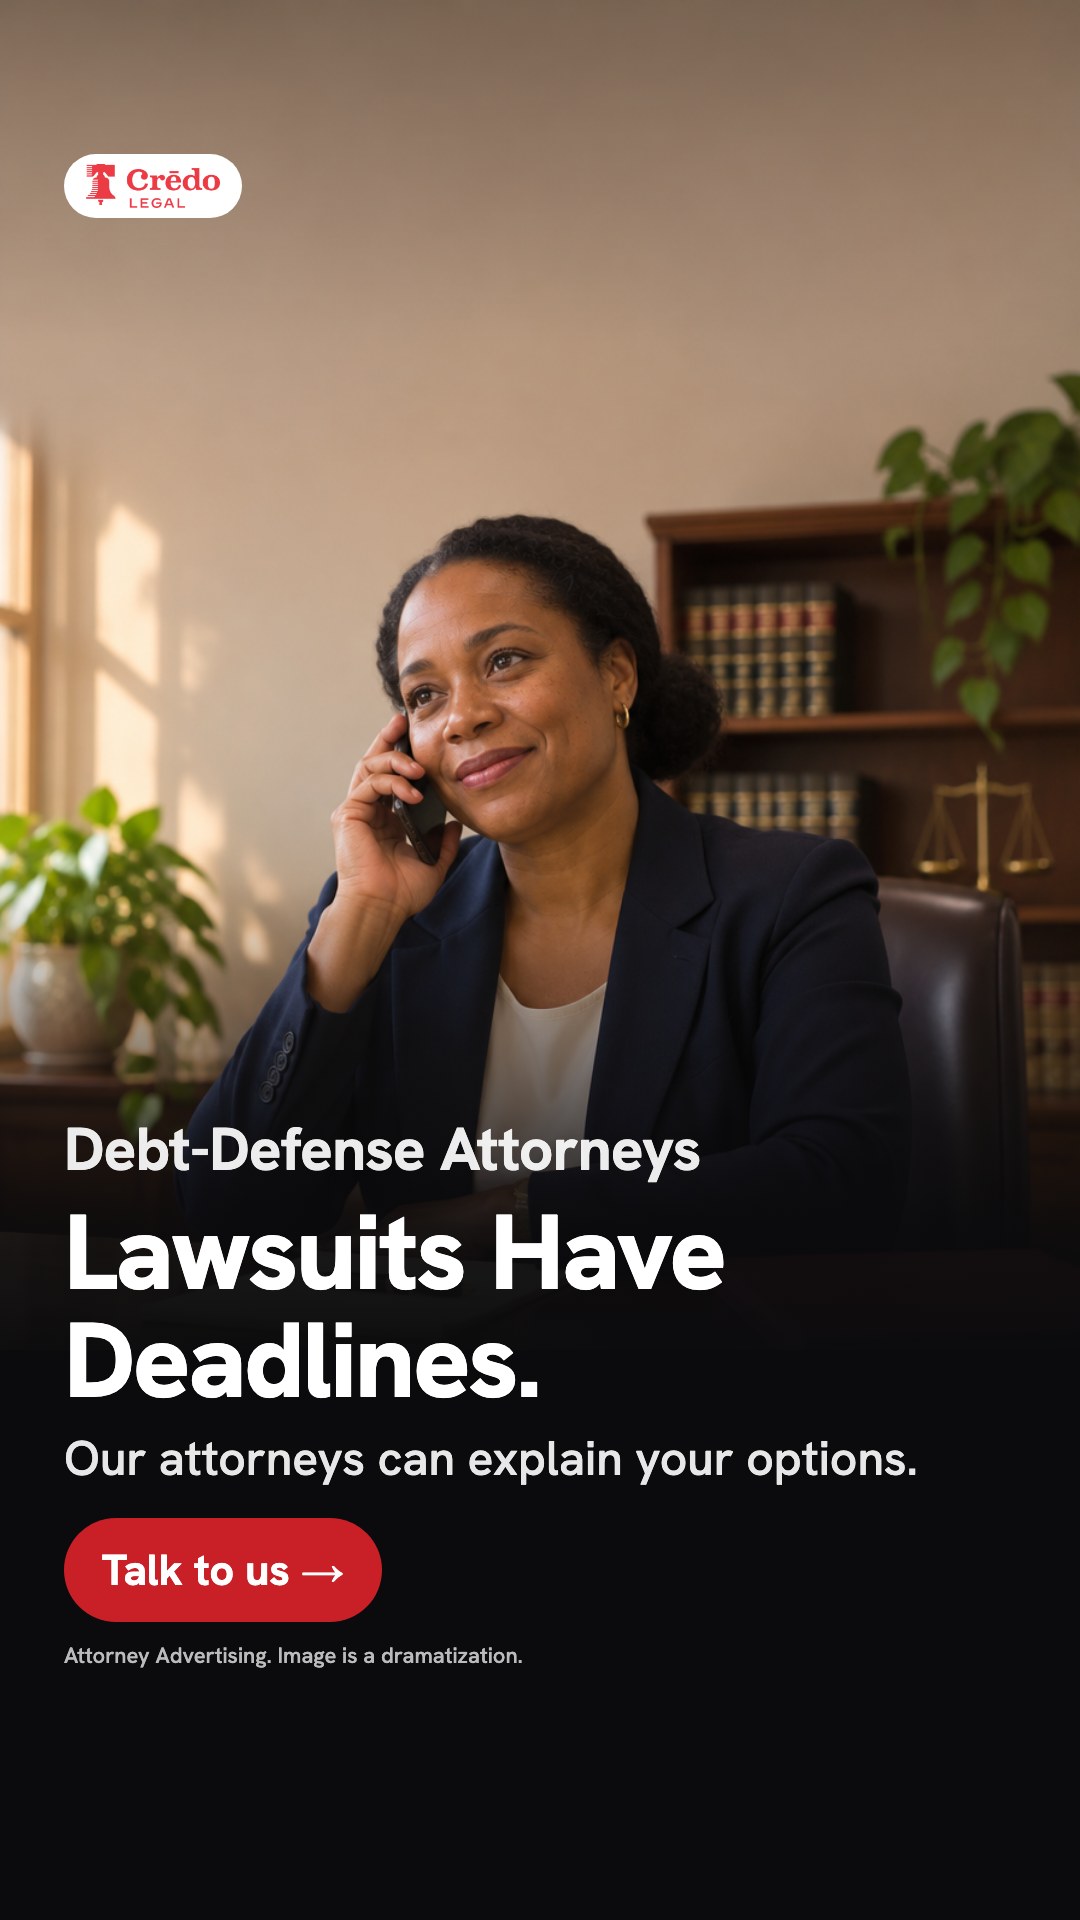 Crēdo
LEGAL
Debt-Defense Attorneys
Lawsuits Have
Deadlines.
Our attorneys can explain your options.
Talk to us →
Attorney Advertising. Image is a dramatization.